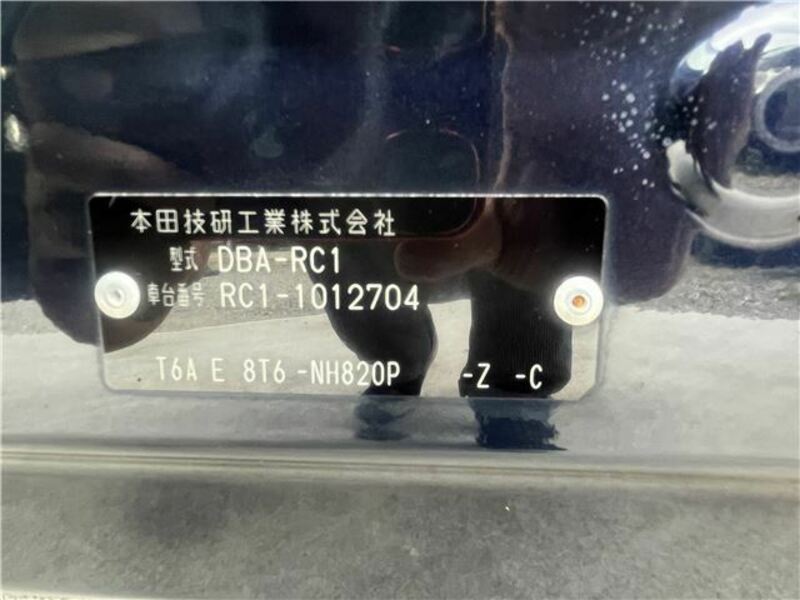 本田技研工業株式会社
型式 DBA-RC1
車台番号 RC1-1012704
T6A E 8T6 -NH820P -Z -C